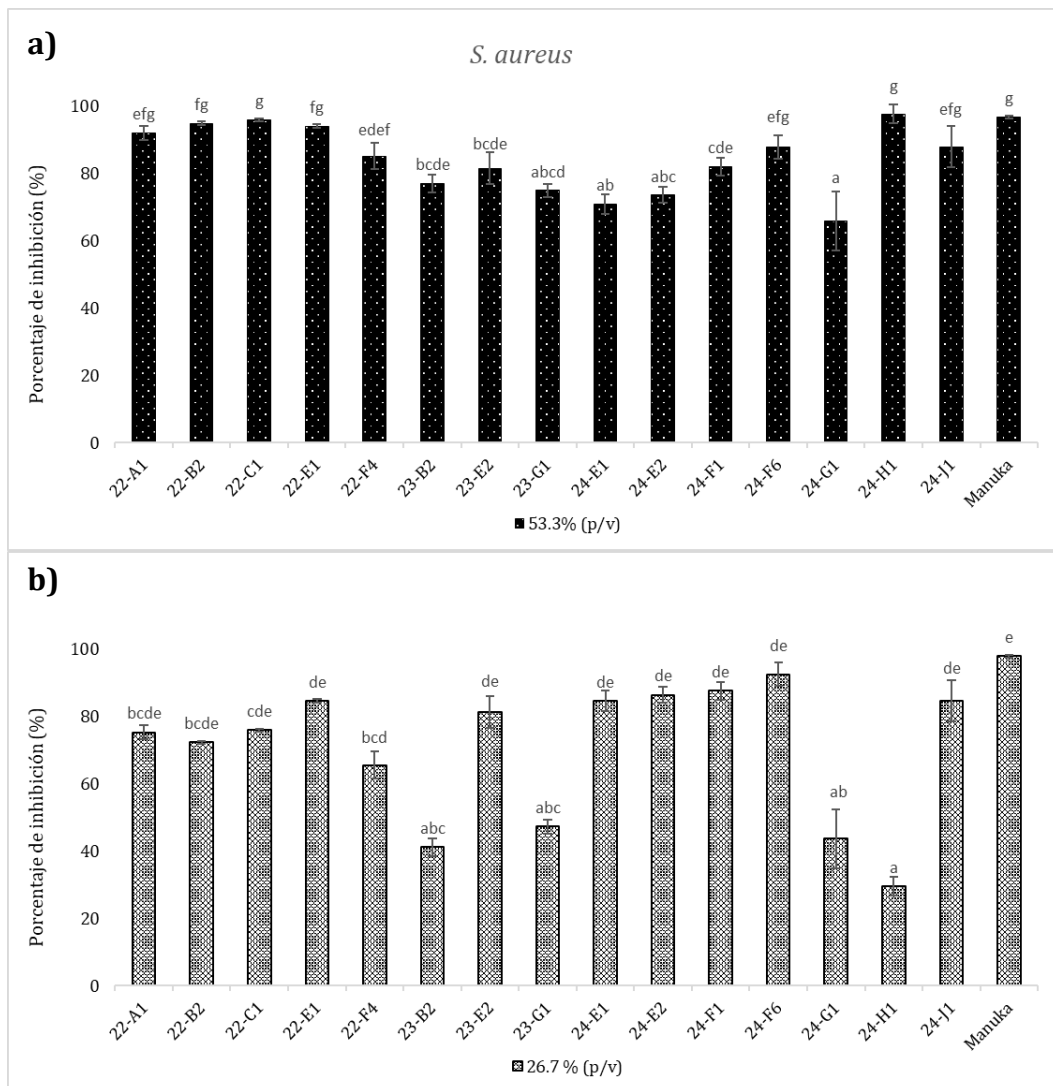 a)
S. aureus
Porcentaje de inhibición (%)
100
80
60
40
20
0
efg fg g fg edef bcde bcde abcd ab abc cde efg a g efg g
22-A1 22-B2 22-C1 22-E1 22-F4 23-B2 23-E2 23-G1 24-E1 24-E2 24-F1 24-F6 24-G1 24-H1 24-J1 Manuka
53.3% (p/v)
b)
Porcentaje de inhibición (%)
100
80
60
40
20
0
bcde bcde cde de bcd abc de abc de de de de ab a de e
22-A1 22-B2 22-C1 22-E1 22-F4 23-B2 23-E2 23-G1 24-E1 24-E2 24-F1 24-F6 24-G1 24-H1 24-J1 Manuka
26.7 % (p/v)